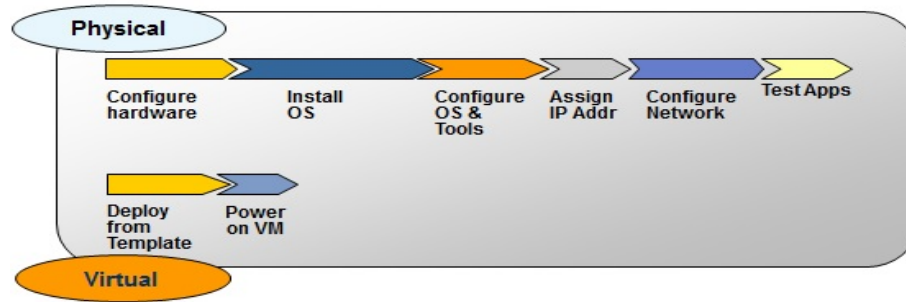 Physical
Configure
hardware
Install
OS
Configure
OS &
Tools
Assign
IP Addr
Configure
Network
Test Apps
Deploy
from
Template
Power
on VM
Virtual